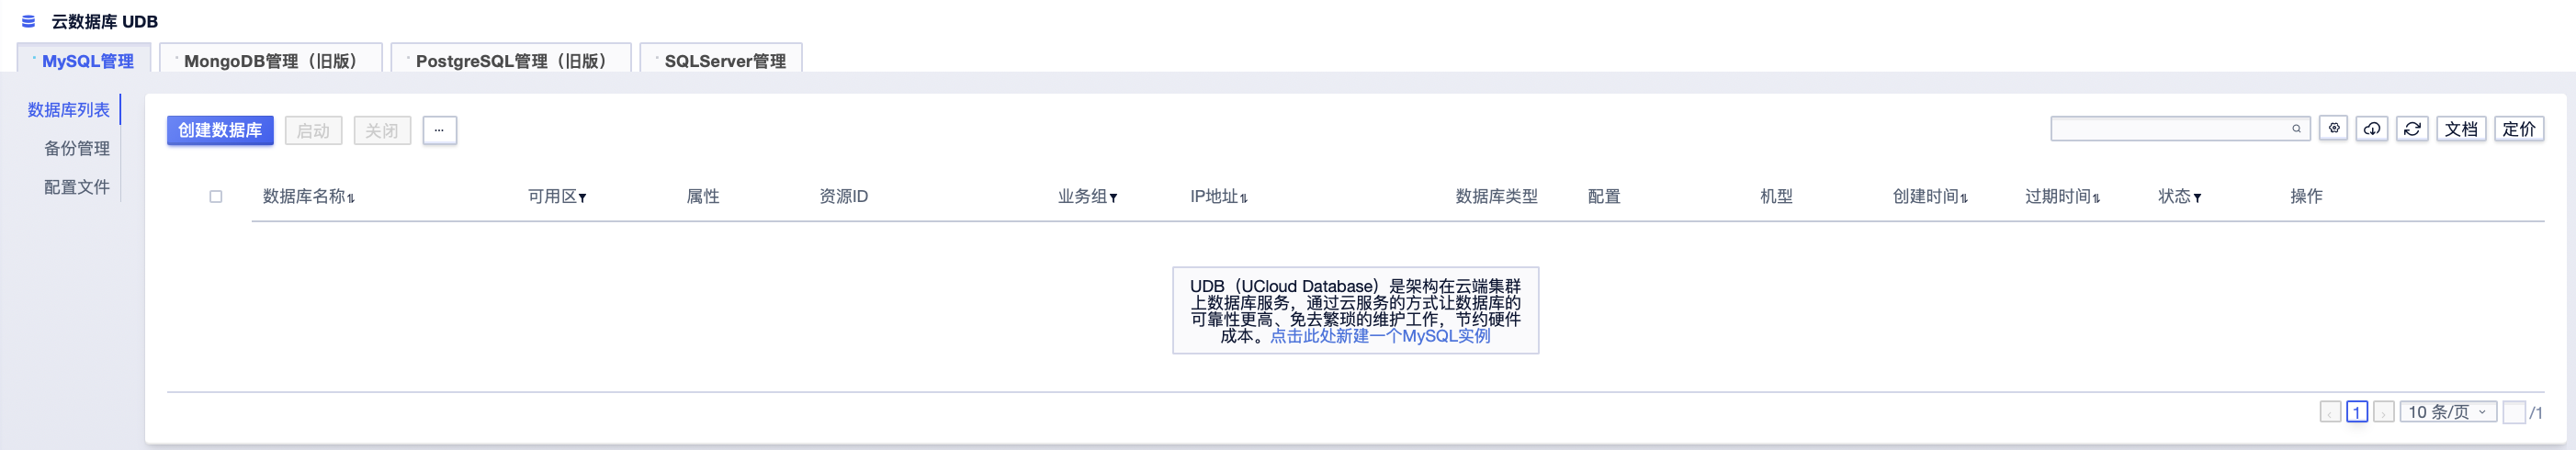 云数据库 UDB
MySQL管理 MongoDB管理（旧版） PostgreSQL管理（旧版） SQLServer管理
数据库列表
备份管理
配置文件
创建数据库 启动 关闭 ... 文档 定价
数据库名称 可用区 属性 资源ID 业务组 IP地址 数据库类型 配置 机型 创建时间 过期时间 状态 操作
UDB（UCloud Database）是架构在云端集群
上数据库服务，通过云服务的方式让数据库的
可靠性更高、免去繁琐的维护工作，节约硬件
成本。点击此处新建一个MySQL实例
1 10 条/页 /1